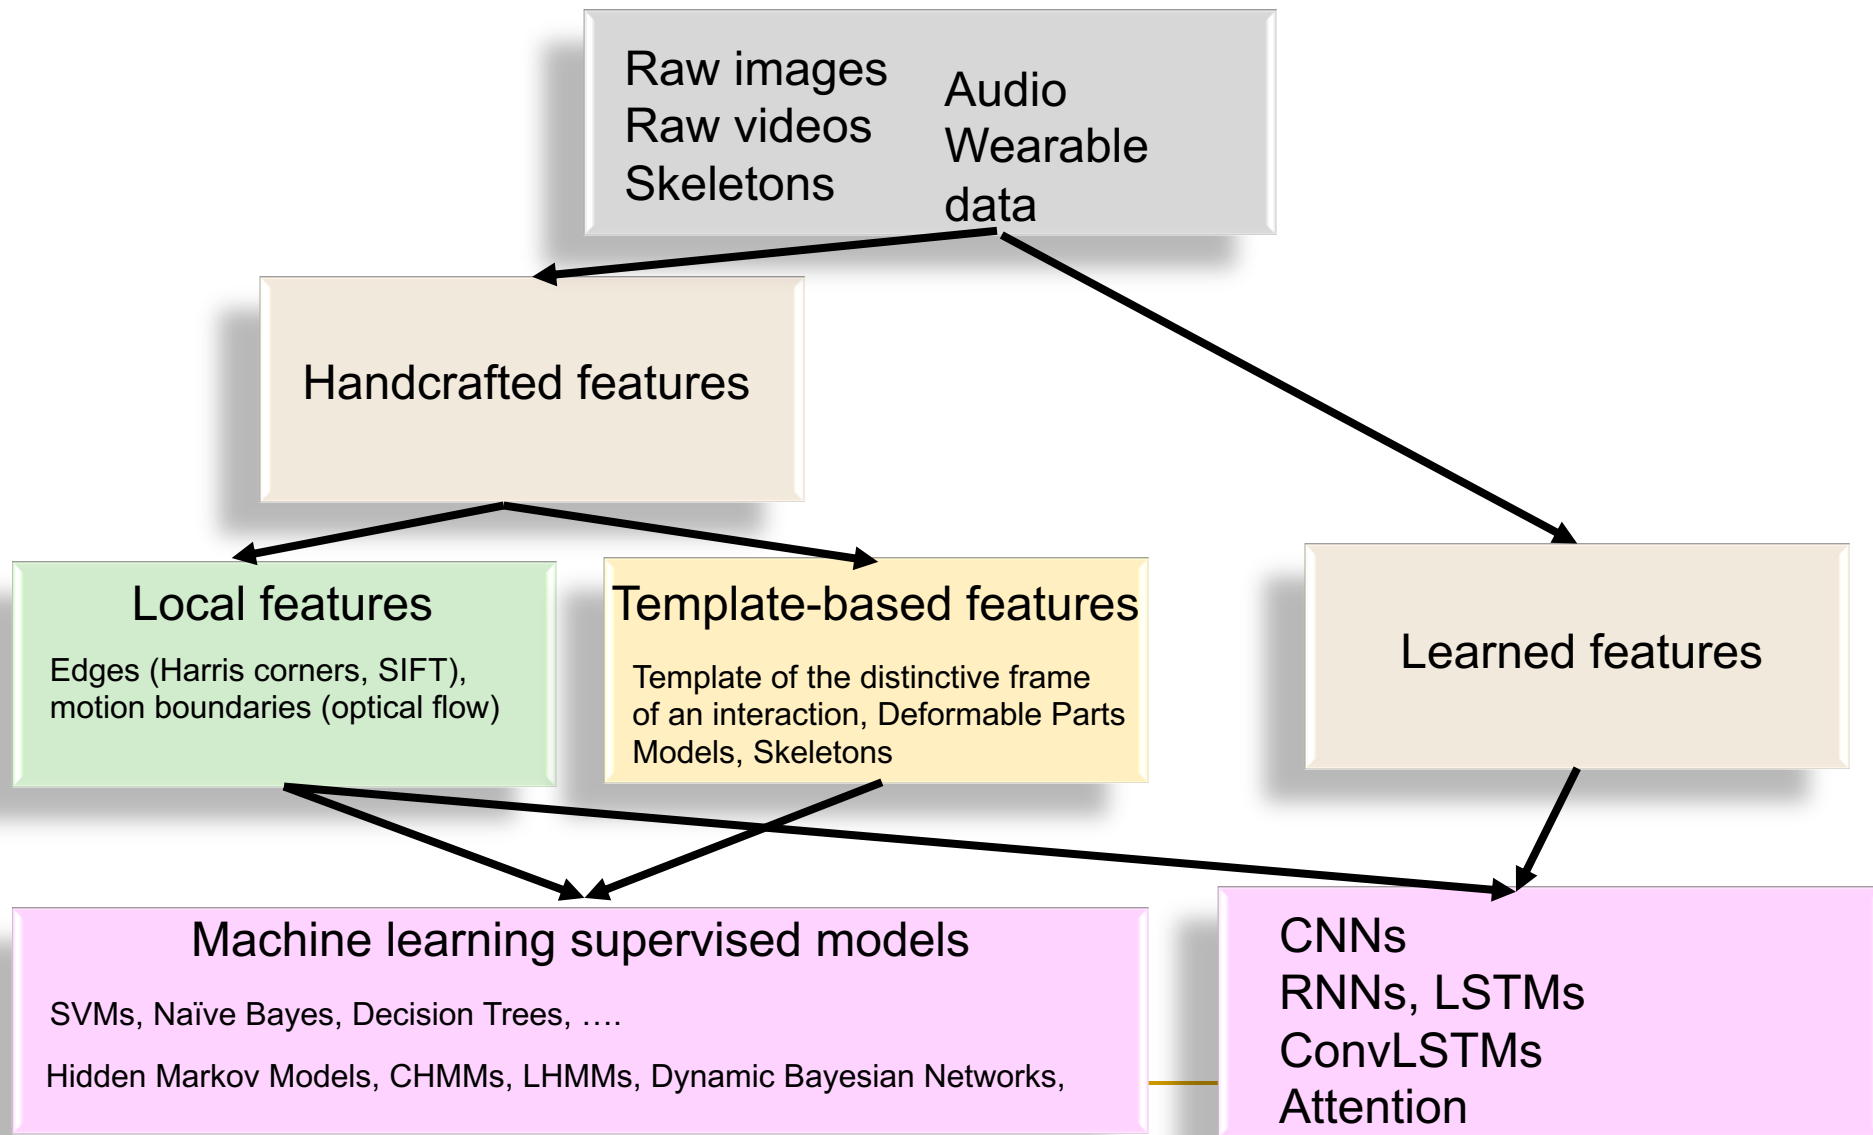 Raw images
Raw videos
Skeletons
Audio
Wearable
data
Handcrafted features
Local features
Edges (Harris corners, SIFT),
motion boundaries (optical flow)
Template-based features
Template of the distinctive frame
of an interaction, Deformable Parts
Models, Skeletons
Learned features
Machine learning supervised models
SVMs, Naïve Bayes, Decision Trees, ….
Hidden Markov Models, CHMMs, LHMMs, Dynamic Bayesian Networks,
CNNs
RNNs, LSTMs
ConvLSTMs
Attention